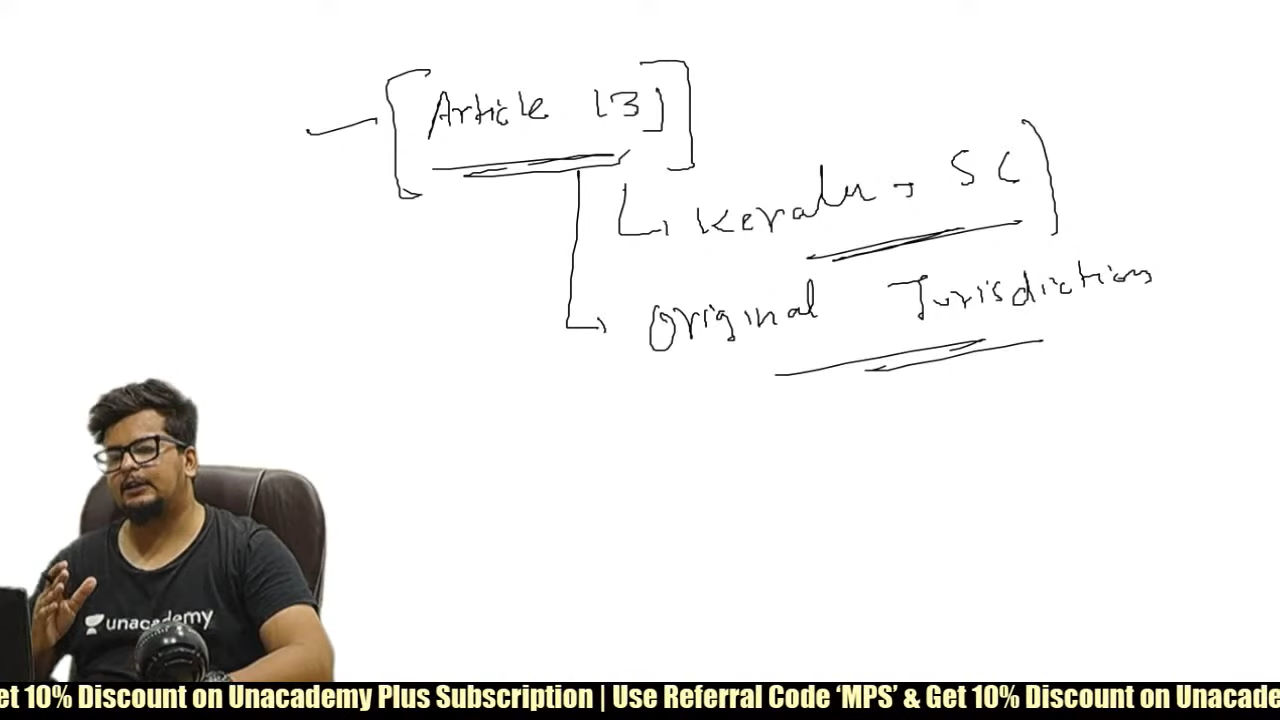 Article 131
Kerala → SC
Original Jurisdiction
unacademy
et 10% Discount on Unacademy Plus Subscription | Use Referral Code ‘MPS’ & Get 10% Discount on Unacade